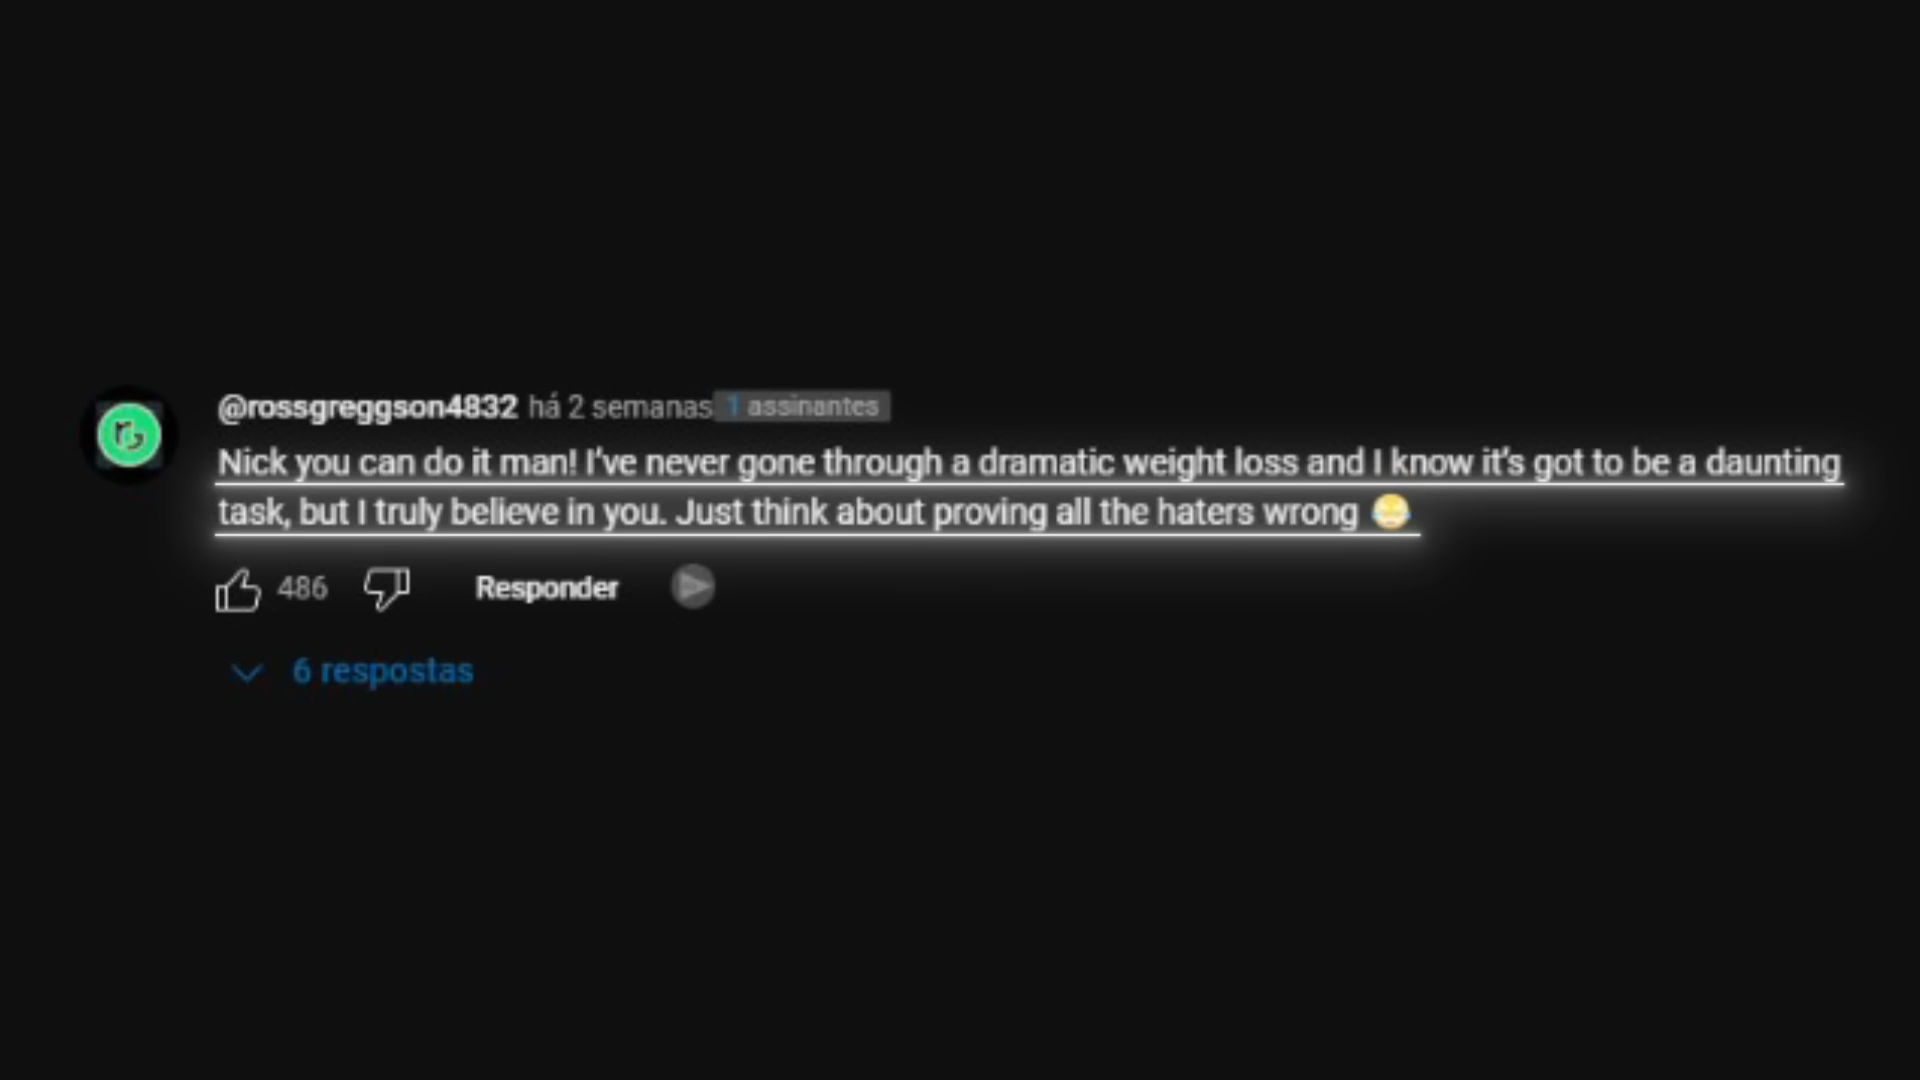 @rossgreggson4832 há 2 semanas 1 assinantes
Nick you can do it man! I've never gone through a dramatic weight loss and I know it's got to be a daunting
task, but I truly believe in you. Just think about proving all the haters wrong 😂
486 Responder
6 respostas